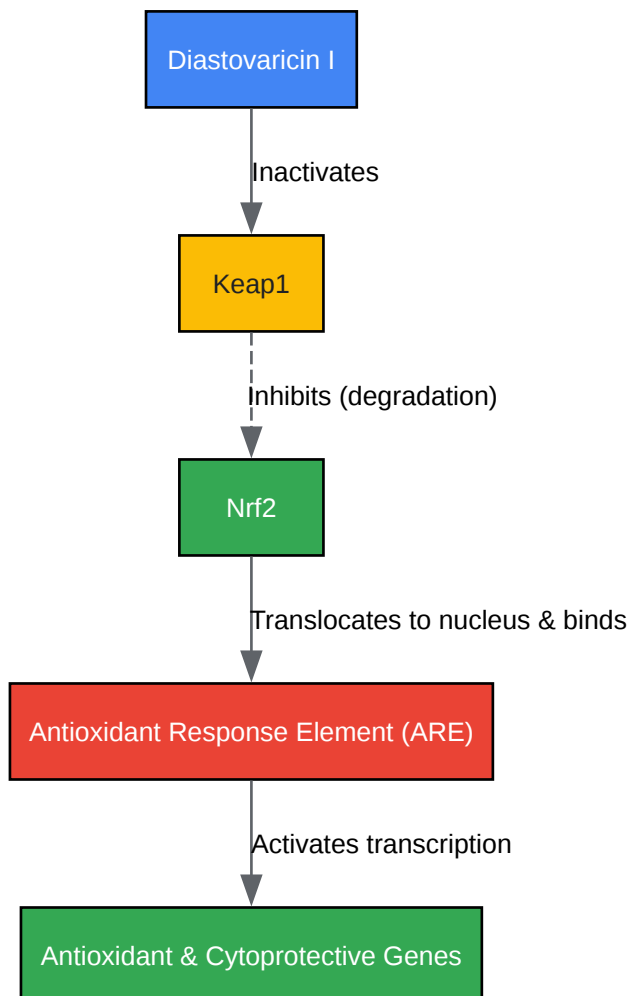 Diastovaricin I
Inactivates
Keap1
Inhibits (degradation)
Nrf2
Translocates to nucleus & binds
Antioxidant Response Element (ARE)
Activates transcription
Antioxidant & Cytoprotective Genes